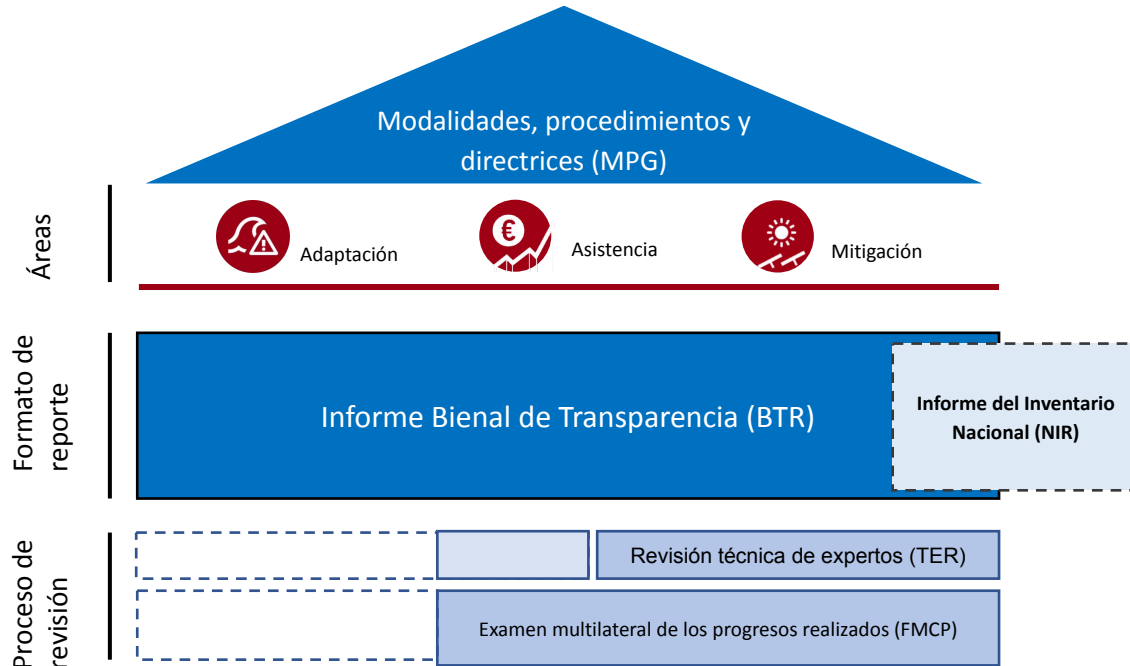 Modalidades, procedimientos y
directrices (MPG)
Áreas
€
Adaptación
Asistencia
Mitigación
Formato de
reporte
Informe Bienal de Transparencia (BTR)
Informe del Inventario
Nacional (NIR)
Proceso de
revisión
Revisión técnica de expertos (TER)
Examen multilateral de los progresos realizados (FMCP)